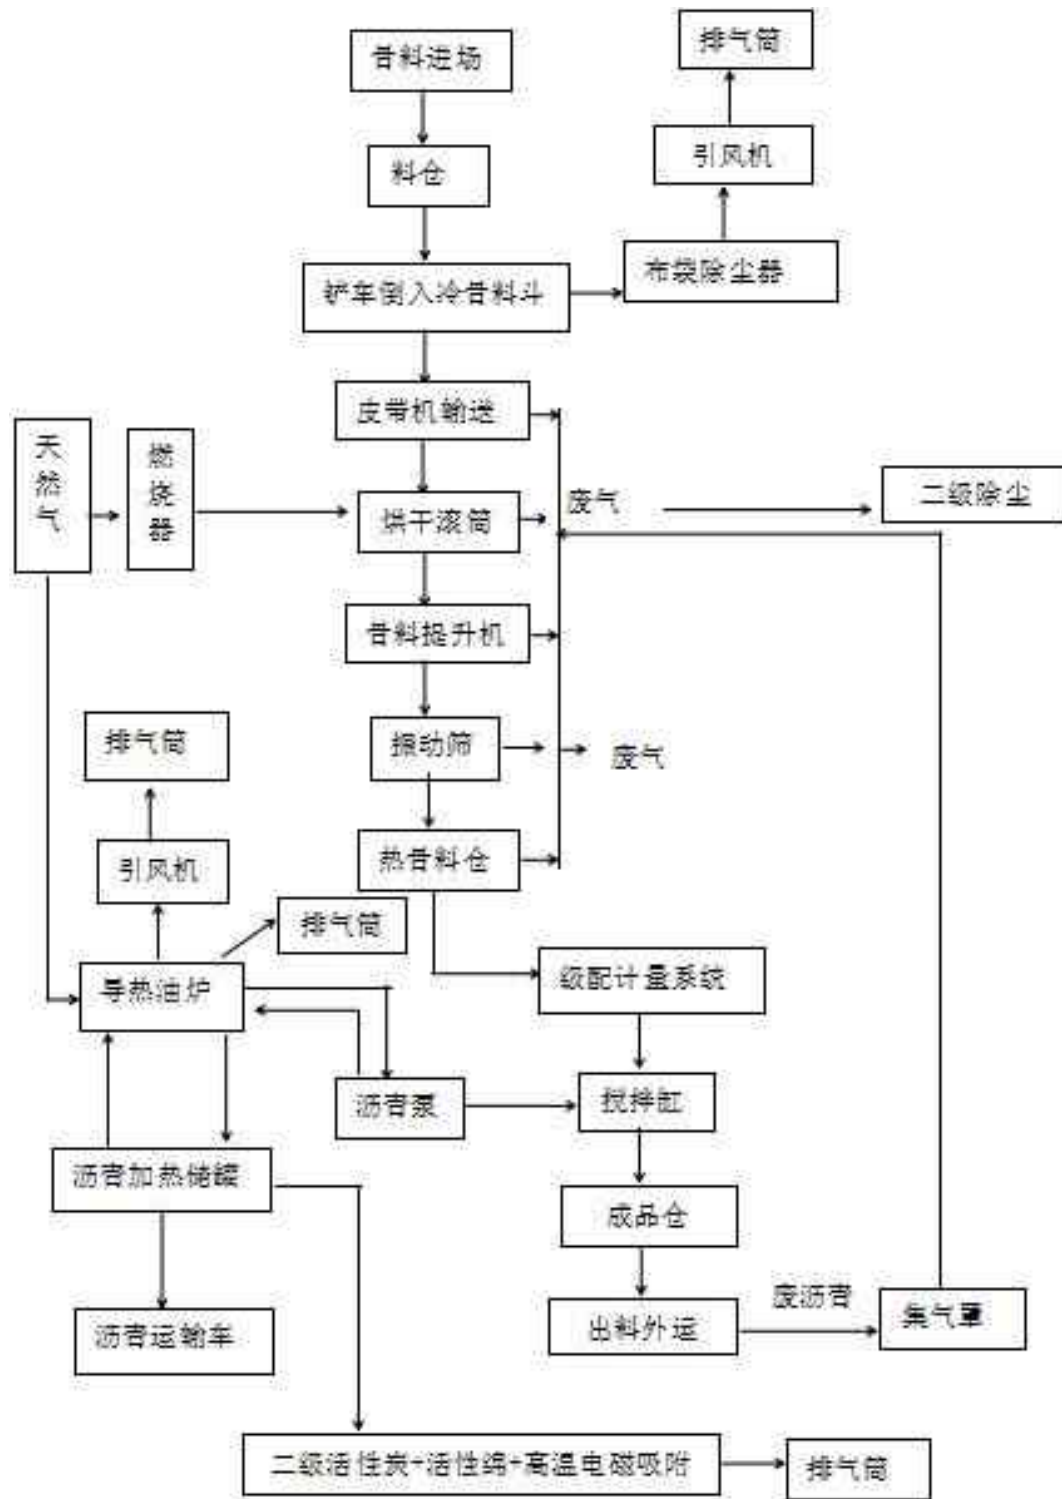 排气筒
骨料进场
引风机
料仓
布袋除尘器
铲车倒入冷骨料斗
皮带机输送
天然气
燃烧器
二级除尘
废气
烘干滚筒
骨料提升机
排气筒
振动筛
废气
引风机
热骨料仓
排气筒
导热油炉
级配计量系统
沥青泵
搅拌缸
沥青加热储罐
成品仓
废沥青
集气罩
出料外运
沥青运输车
二级活性炭+活性绵+高温电磁吸附
排气筒